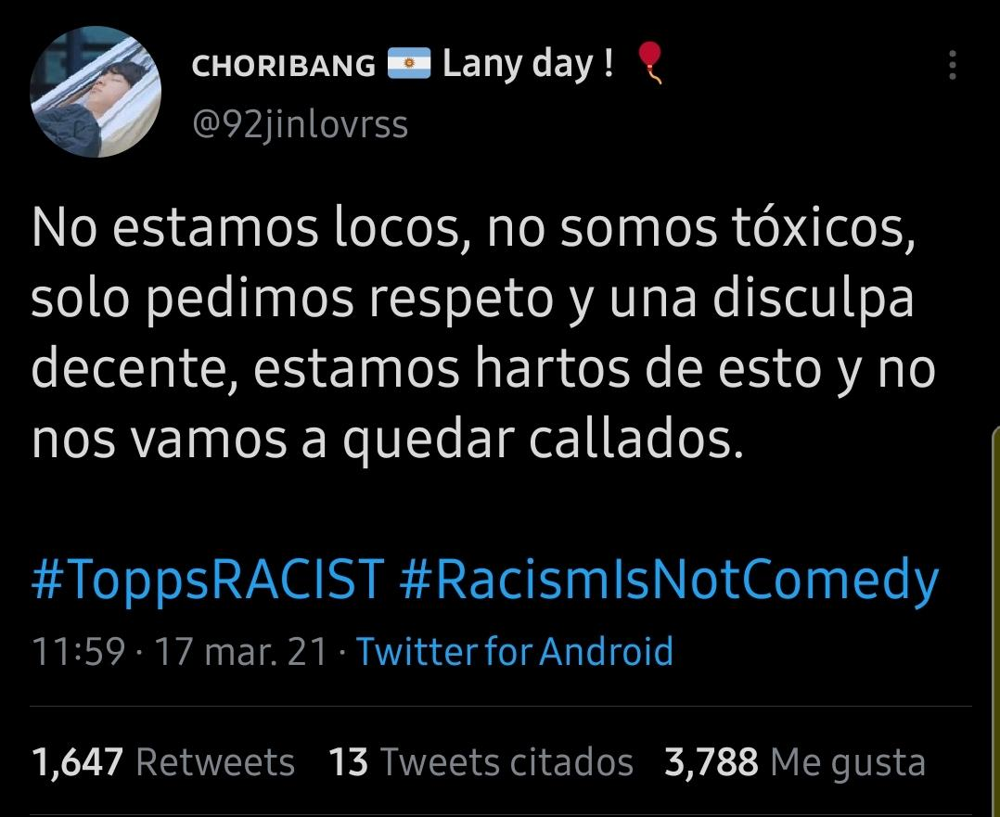 CHORIBANG 🇦🇷 Lany day ! 🎈
@92jinlovrss
No estamos locos, no somos tóxicos,
solo pedimos respeto y una disculpa
decente, estamos hartos de esto y no
nos vamos a quedar callados.
#ToppsRACIST #RacismIsNotComedy
11:59 · 17 mar. 21 · Twitter for Android
1,647 Retweets 13 Tweets citados 3,788 Me gusta